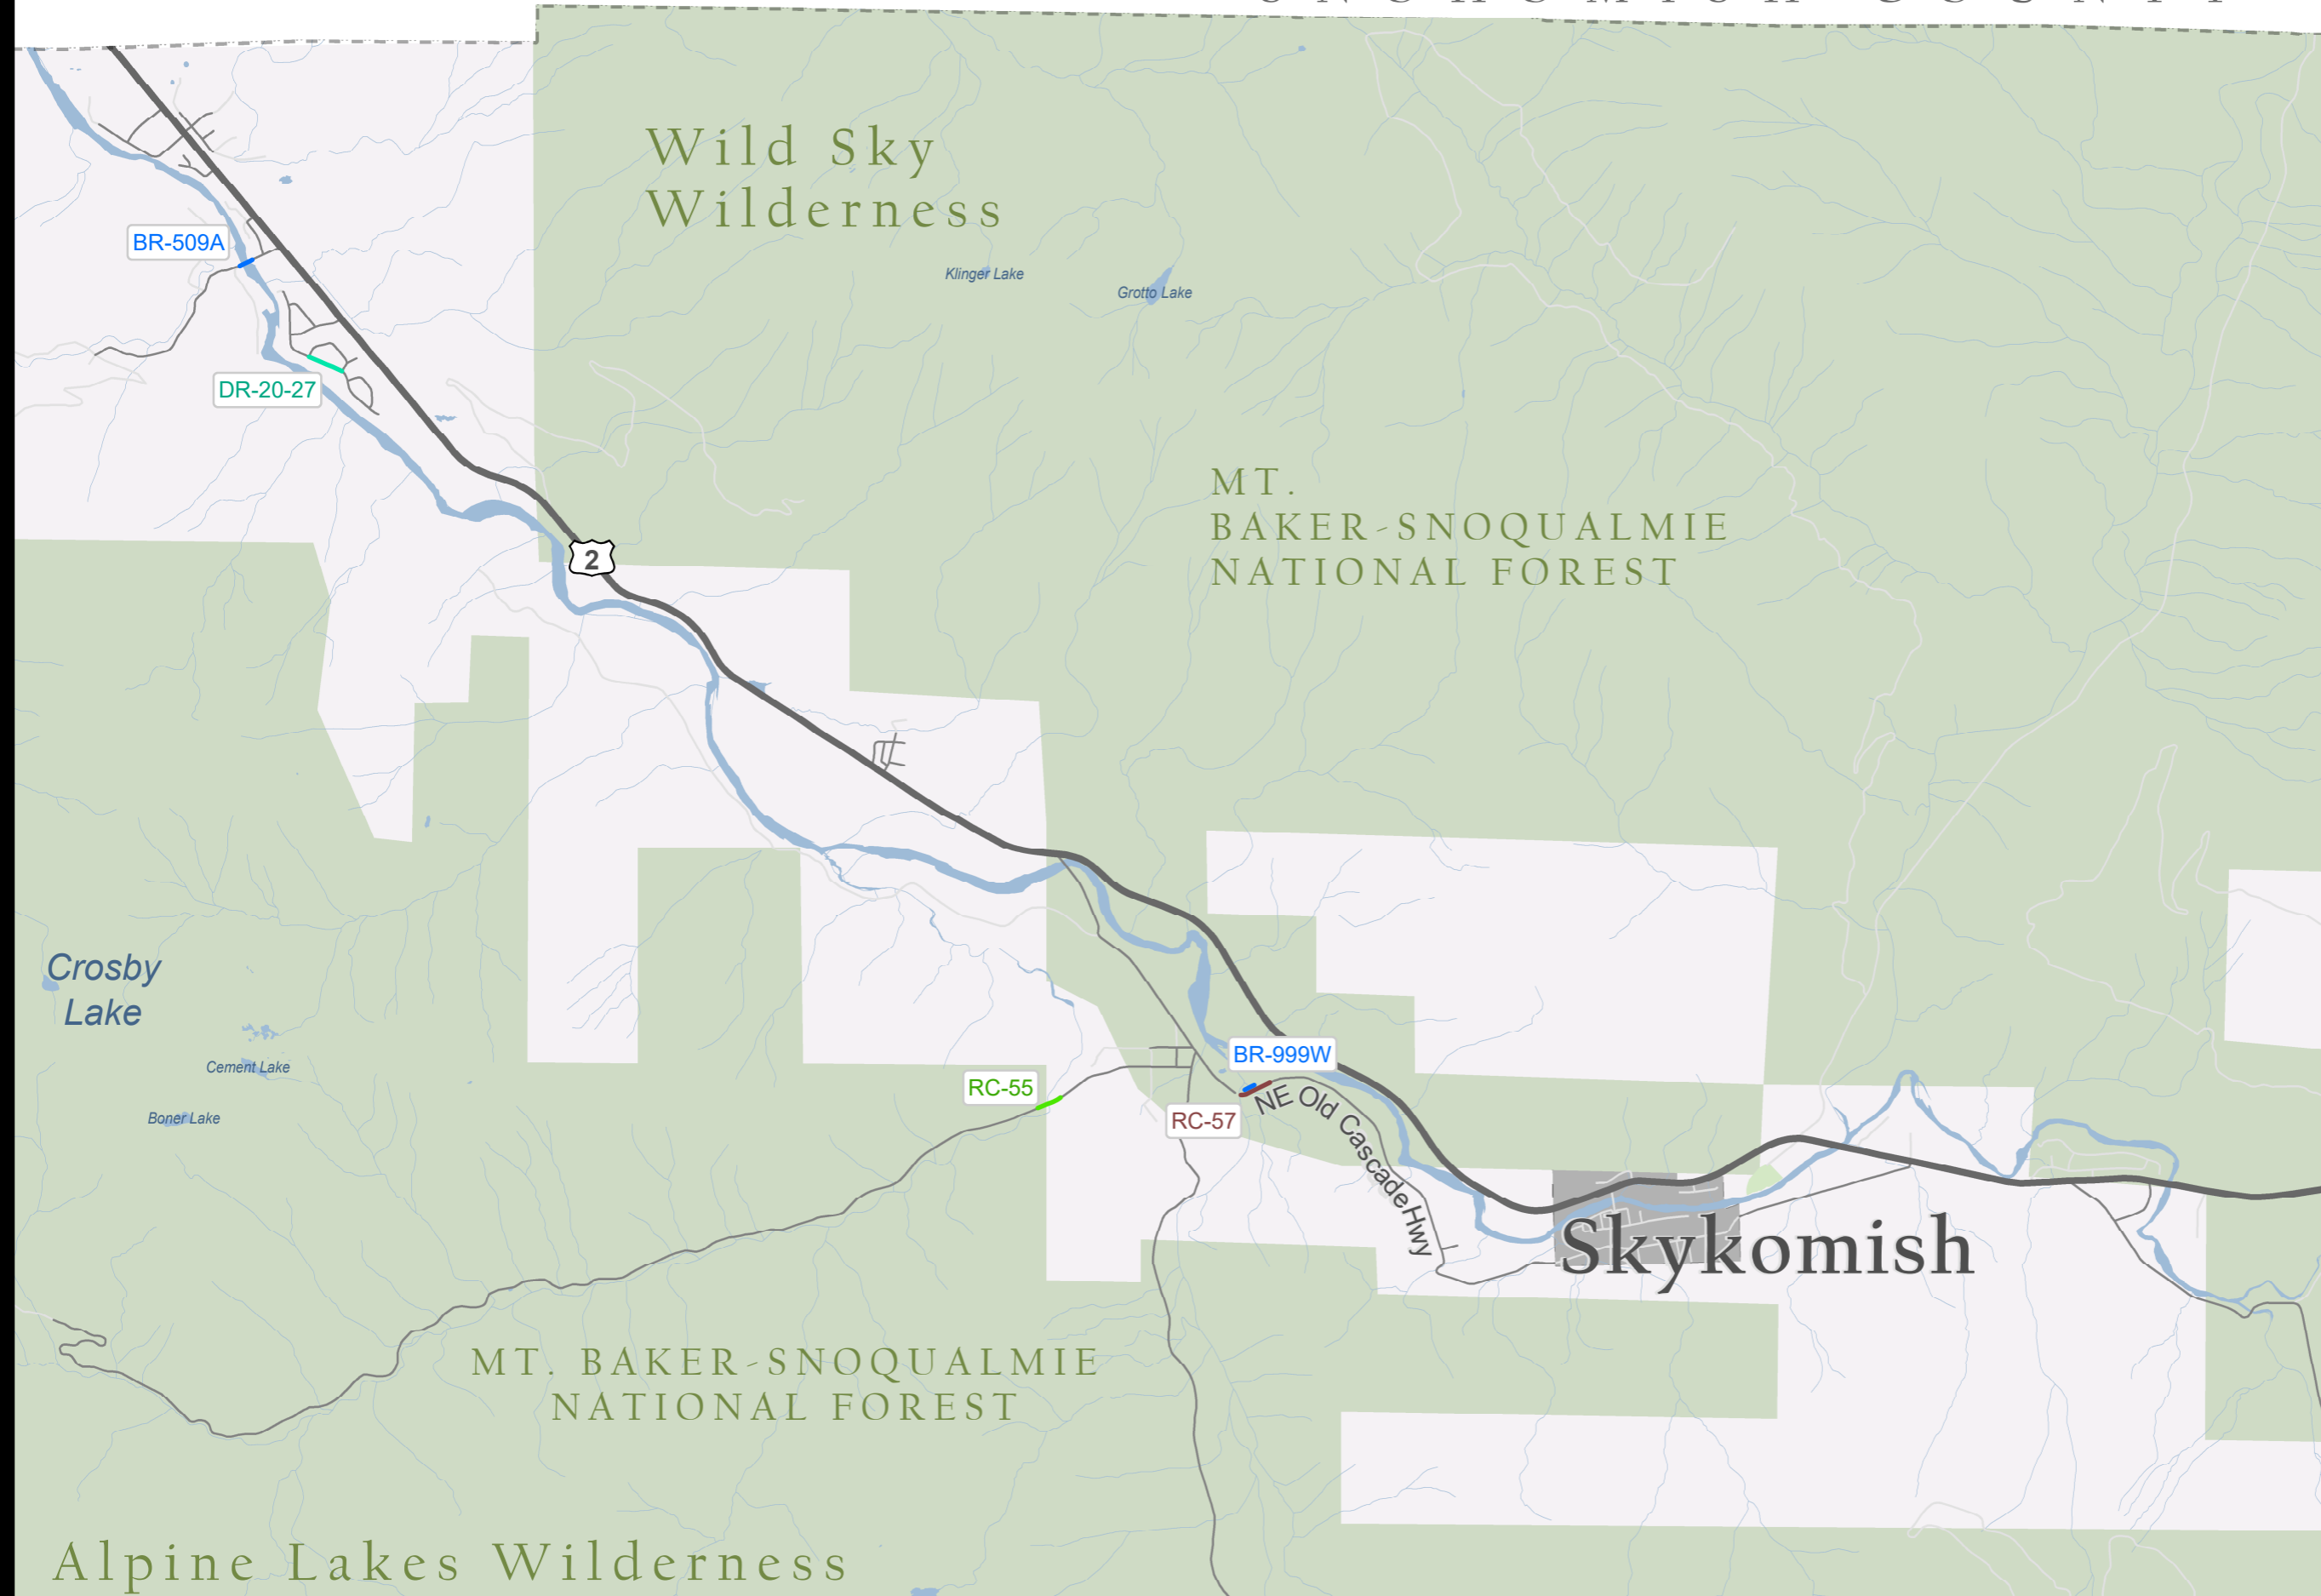 Wild Sky
Wilderness
BR-509A
Klinger Lake
Grotto Lake
DR-20-27
MT.
BAKER-SNOQUALMIE
NATIONAL FOREST
2
Crosby
Lake
Cement Lake
Boner Lake
BR-999W
RC-55
RC-57
NE Old Cascade Hwy
Skykomish
MT. BAKER-SNOQUALMIE
NATIONAL FOREST
Alpine Lakes Wilderness